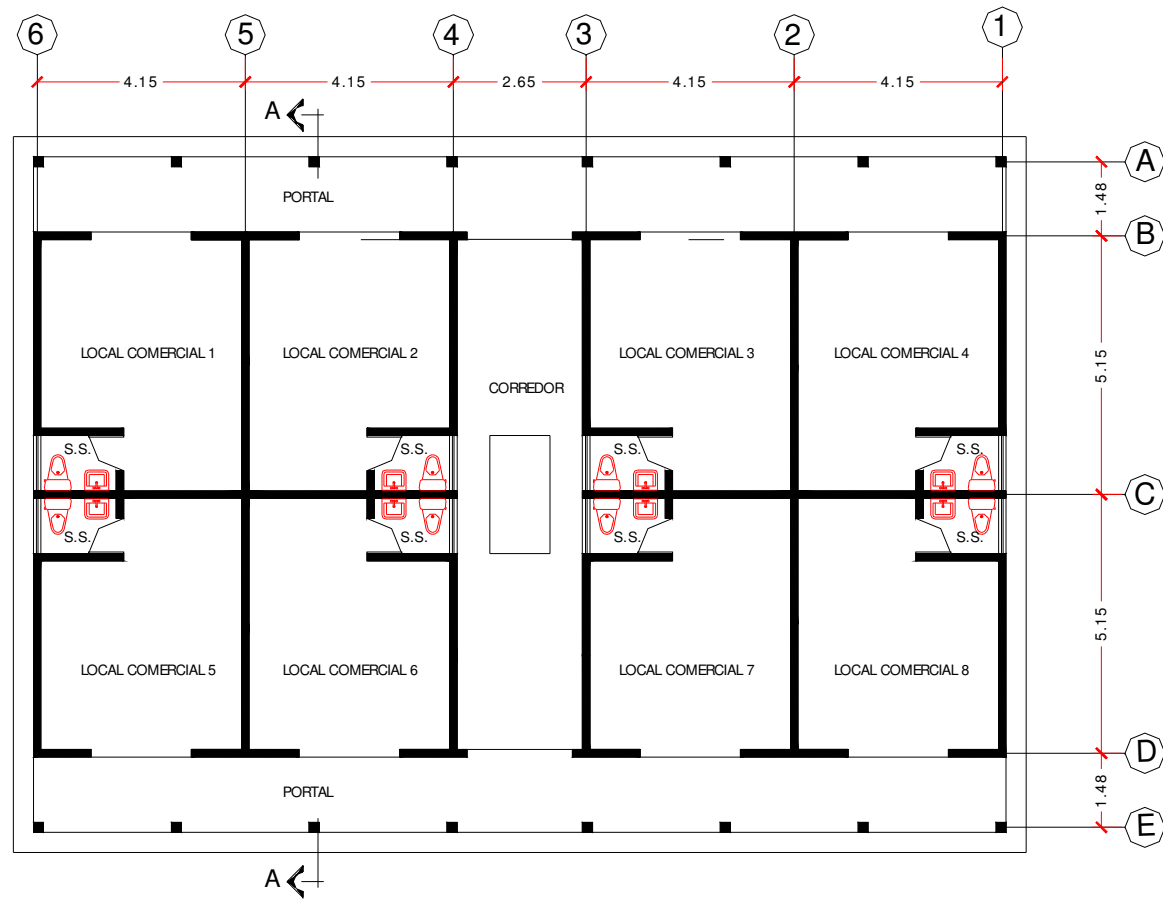 6 5 4 3 2 1
4.15 4.15 2.65 4.15 4.15
A
A
PORTAL
1.48
B
LOCAL COMERCIAL 1 LOCAL COMERCIAL 2 LOCAL COMERCIAL 3 LOCAL COMERCIAL 4
5.15
CORREDOR
S.S. S.S. S.S. S.S.
C
S.S. S.S. S.S. S.S.
5.15
LOCAL COMERCIAL 5 LOCAL COMERCIAL 6 LOCAL COMERCIAL 7 LOCAL COMERCIAL 8
D
PORTAL
1.48
E
A